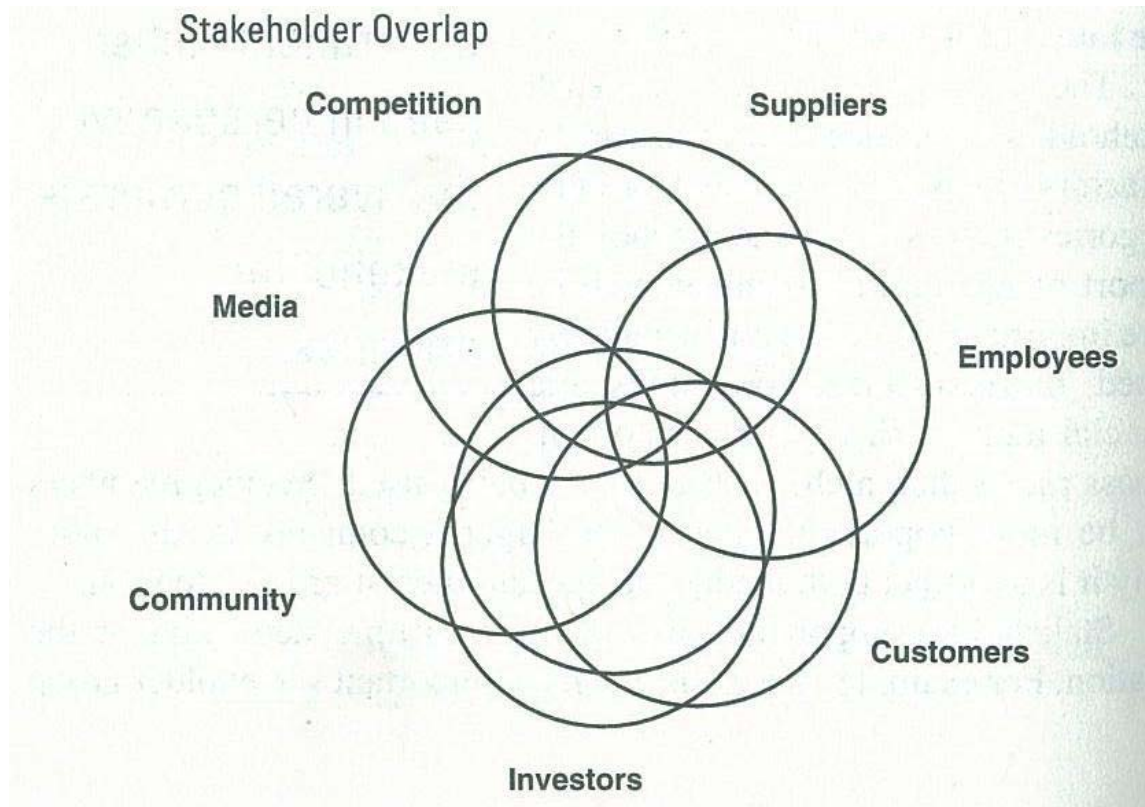 Stakeholder Overlap
Competition
Suppliers
Media
Employees
Community
Customers
Investors